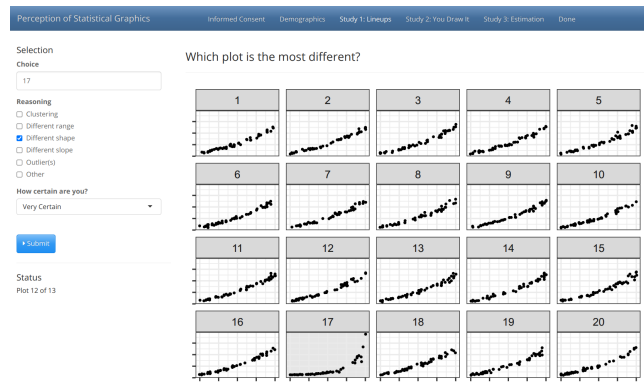 Perception of Statistical Graphics
Informed Consent
Demographics
Study 1: Lineups
Study 2: You Draw It
Study 3: Estimation
Done
Selection
Choice
17
Reasoning
Clustering
Different range
Different shape
Different slope
Outlier(s)
Other
How certain are you?
Very Certain
Submit
Status
Plot 12 of 13
Which plot is the most different?
1 2 3 4 5
6 7 8 9 10
11 12 13 14 15
16 17 18 19 20